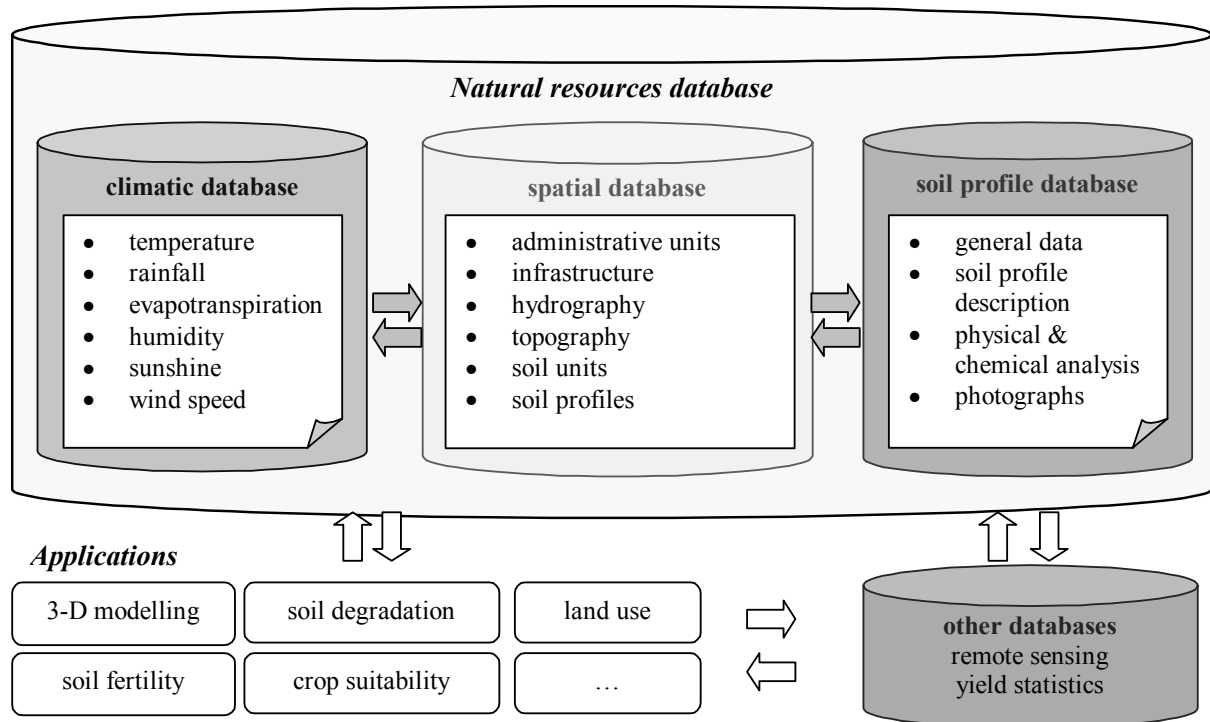 Natural resources database
climatic database
• temperature
• rainfall
• evapotranspiration
• humidity
• sunshine
• wind speed
spatial database
• administrative units
• infrastructure
• hydrography
• topography
• soil units
• soil profiles
soil profile database
• general data
• soil profile
description
• physical &
chemical analysis
• photographs
Applications
3-D modelling
soil degradation
land use
soil fertility
crop suitability
…
other databases
remote sensing
yield statistics